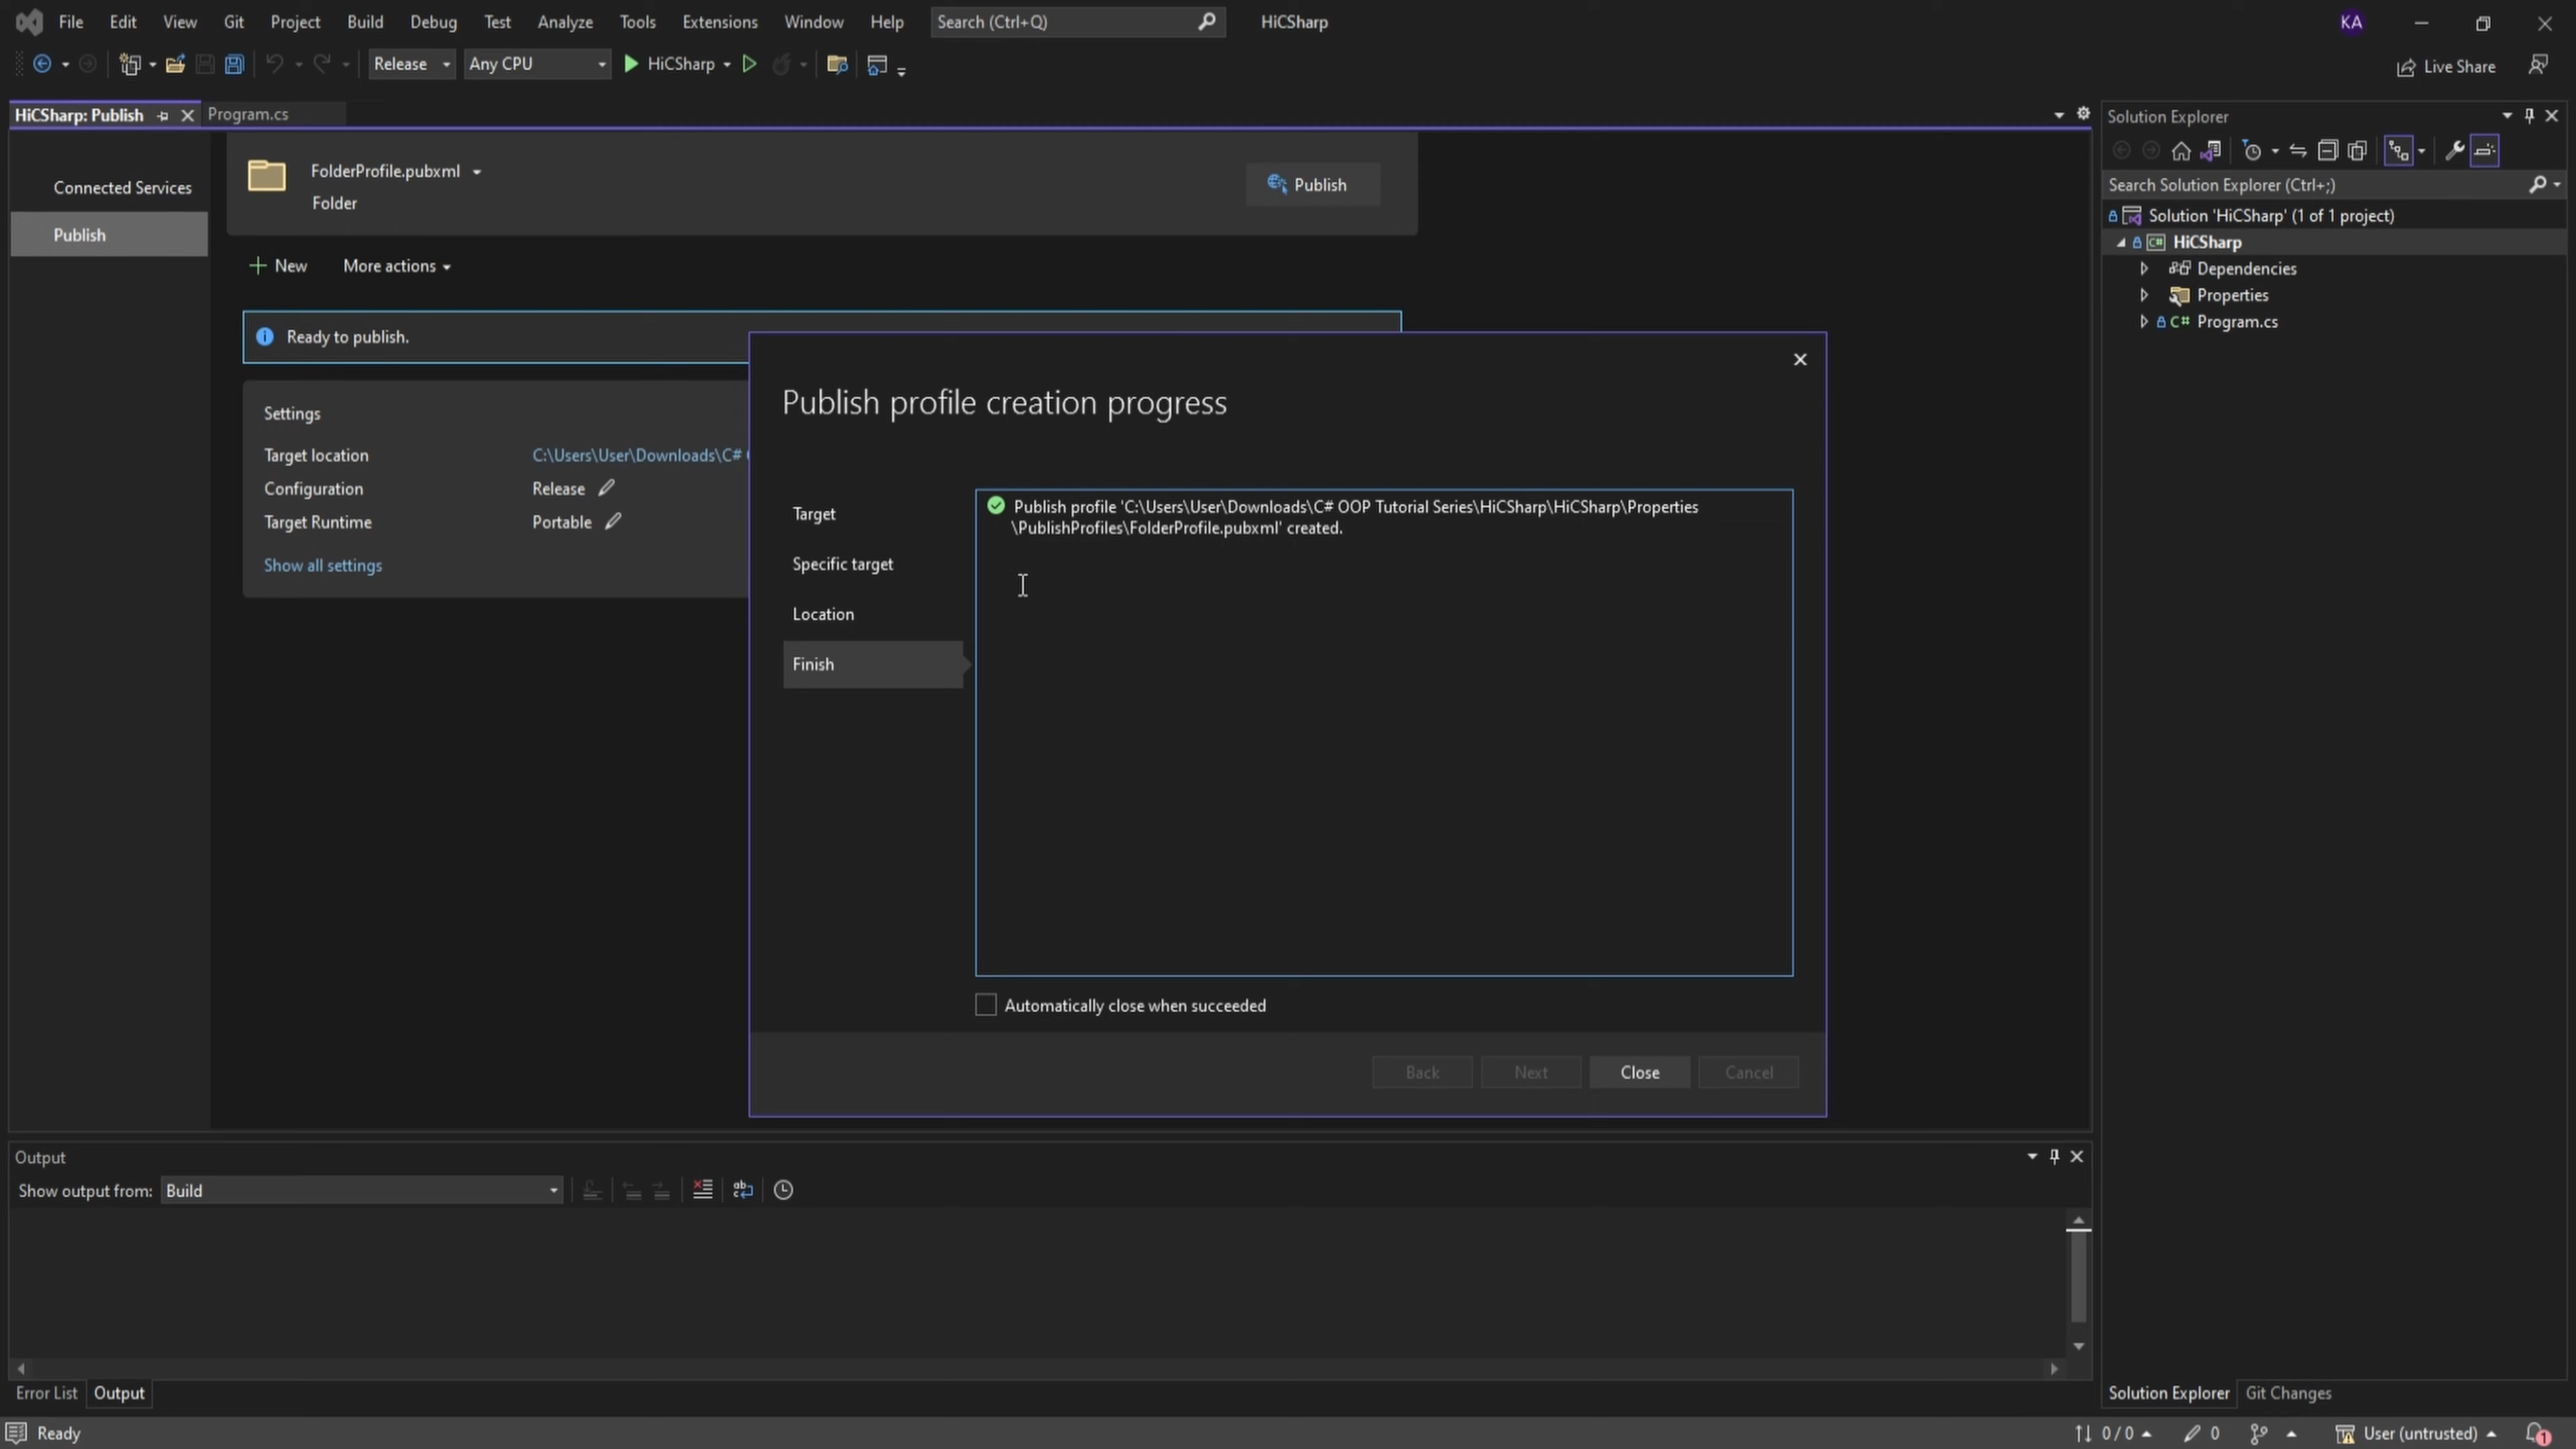 File Edit View Git Project Build Debug Test Analyze Tools Extensions Window Help Search (Ctrl+Q) HiCSharp KA
Release Any CPU HiCSharp Live Share
HiCSharp: Publish Program.cs
Connected Services
Publish
FolderProfile.pubxml
Folder
Publish
New More actions
Ready to publish.
Settings
Target location C:\Users\User\Downloads\C#
Configuration Release
Target Runtime Portable
Show all settings
Publish profile creation progress
Target
Specific target
Location
Finish
Publish profile 'C:\Users\User\Downloads\C# OOP Tutorial Series\HiCSharp\HiCSharp\Properties
\PublishProfiles\FolderProfile.pubxml' created.
Automatically close when succeeded
Back Next Close Cancel
Solution Explorer
Search Solution Explorer (Ctrl+;)
Solution 'HiCSharp' (1 of 1 project)
C# HiCSharp
Dependencies
Properties
C# Program.cs
Output
Show output from: Build
Error List Output
Solution Explorer Git Changes
Ready 0 / 0 0 User (untrusted) 1